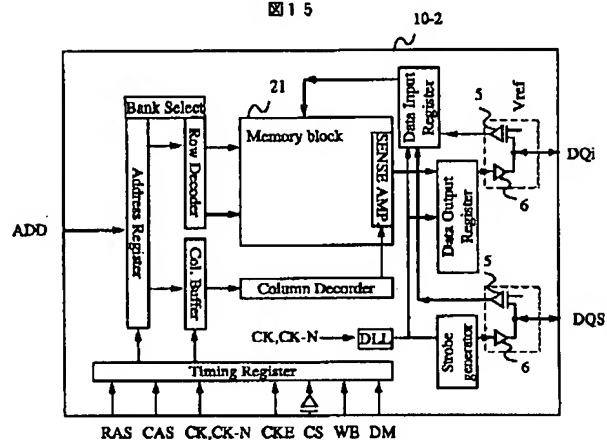 図15
10-2
Bank Select
Address Register
Row Decoder
Col. Buffer
21
Memory block
SENSE AMP
Column Decorder
Data Input Register
Data Output Register
5
Vref
6
DQi
5
6
DQS
ADD
CK,CK-N
DLL
Strobe generator
Timing Register
RAS CAS CK,CK-N CKE CS WE DM